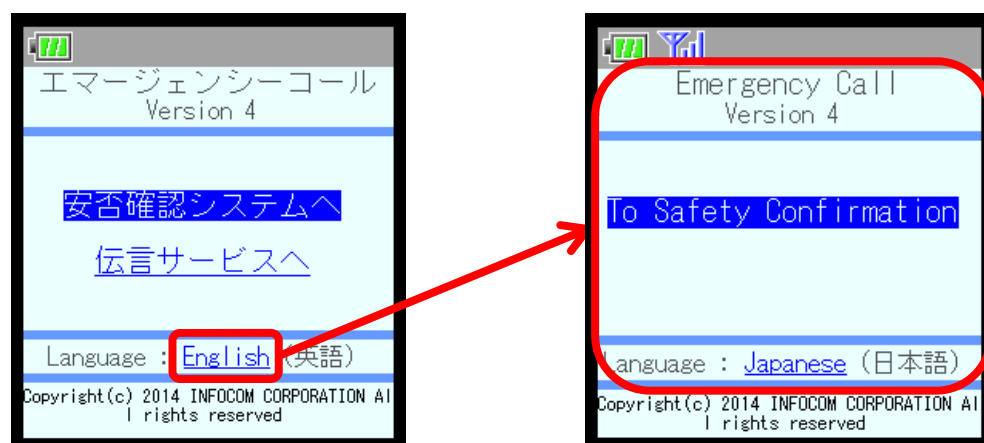 エマージェンシーコール
Version 4
安否確認システムへ
伝言サービスへ
Language : English (英語)
Copyright(c) 2014 INFOCOM CORPORATION Al
l rights reserved
Emergency Call
Version 4
To Safety Confirmation
Language : Japanese (日本語)
Copyright(c) 2014 INFOCOM CORPORATION Al
l rights reserved